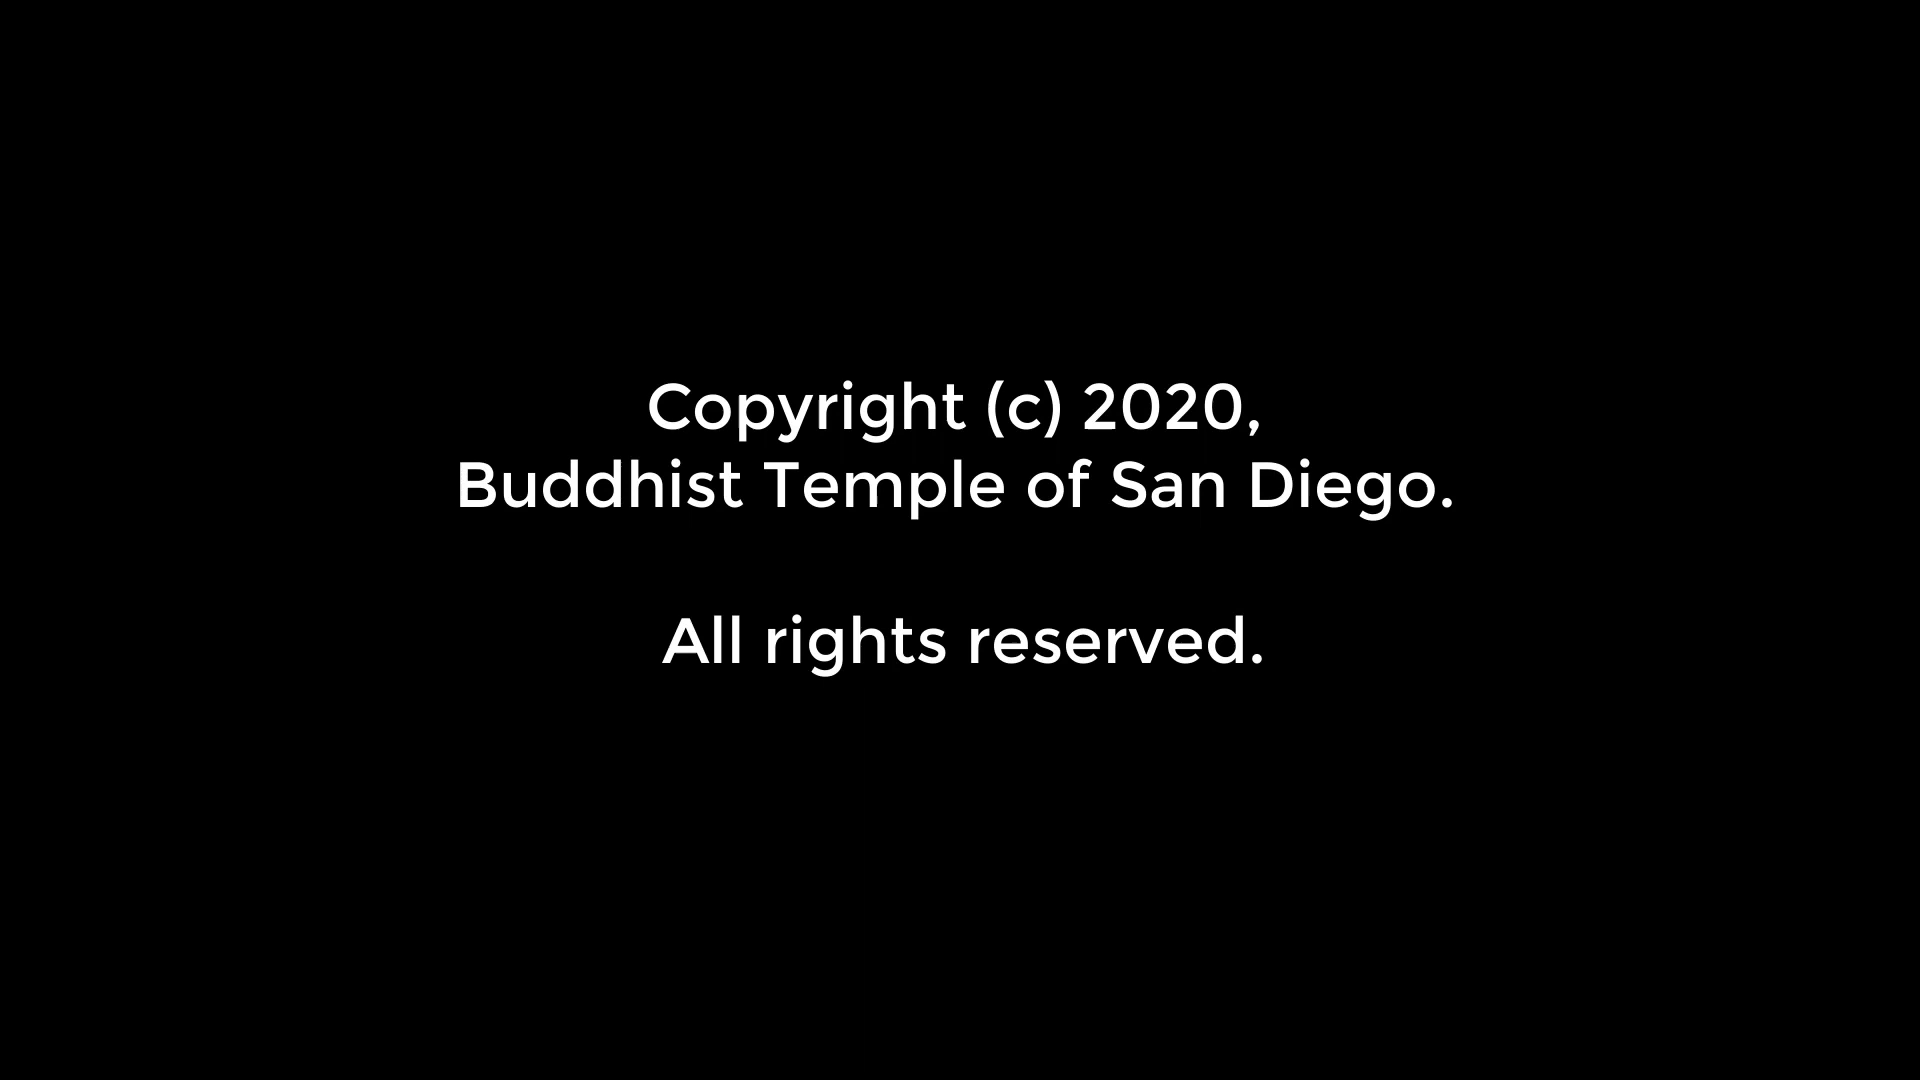 Copyright (c) 2020,
Buddhist Temple of San Diego.
All rights reserved.